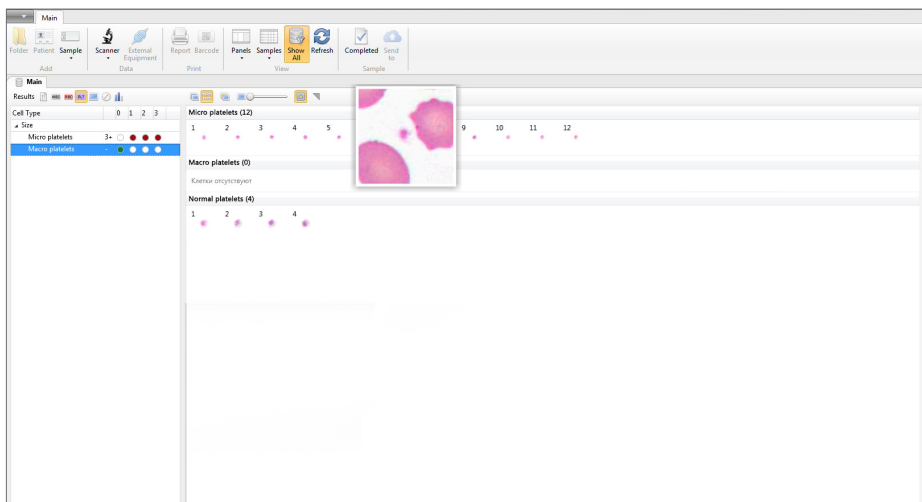 Main
Folder Patient Sample Scanner External Equipment Report Barcode Panels Samples Show All Refresh Completed Send to
Add Data Print View Sample
Main
Results
Cell Type 0 1 2 3
Size
Micro platelets 3+
Macro platelets -
Micro platelets (12)
1 2 3 4 5 9 10 11 12
Macro platelets (0)
Клетки отсутствуют
Normal platelets (4)
1 2 3 4